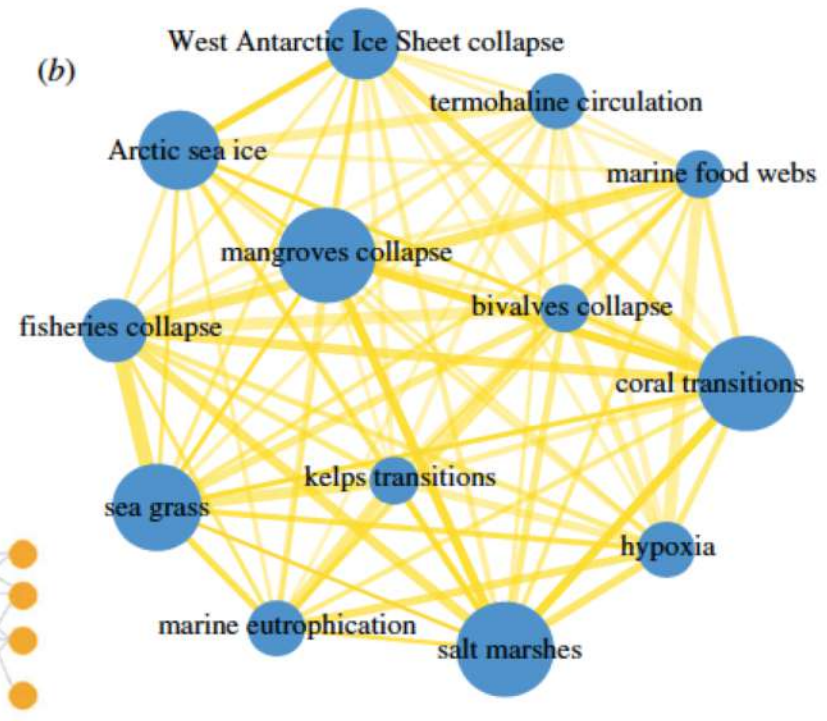 West Antarctic Ice Sheet collapse
(b)
termohaline circulation
Arctic sea ice
marine food webs
mangroves collapse
bivalves collapse
fisheries collapse
coral transitions
kelps transitions
sea grass
hypoxia
marine eutrophication
salt marshes